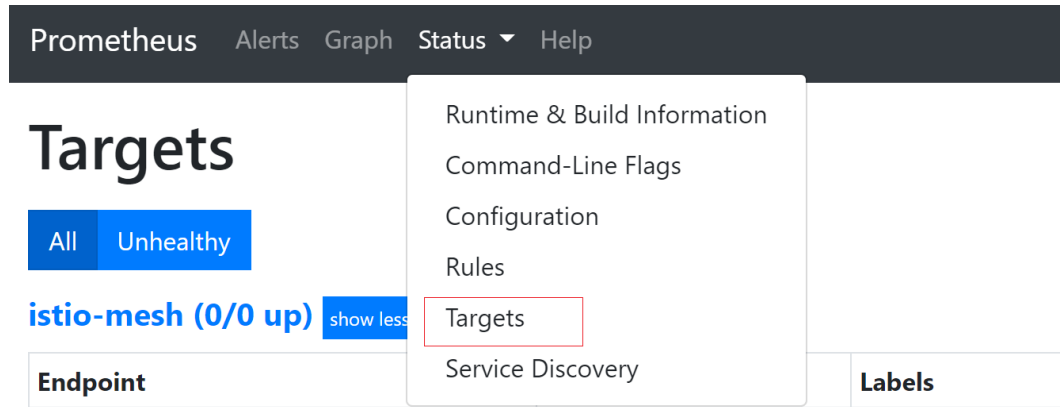 Prometheus Alerts Graph Status Help
Runtime & Build Information
Command-Line Flags
Configuration
Rules
Targets
Service Discovery
Targets
All Unhealthy
istio-mesh (0/0 up) show less
Endpoint Labels